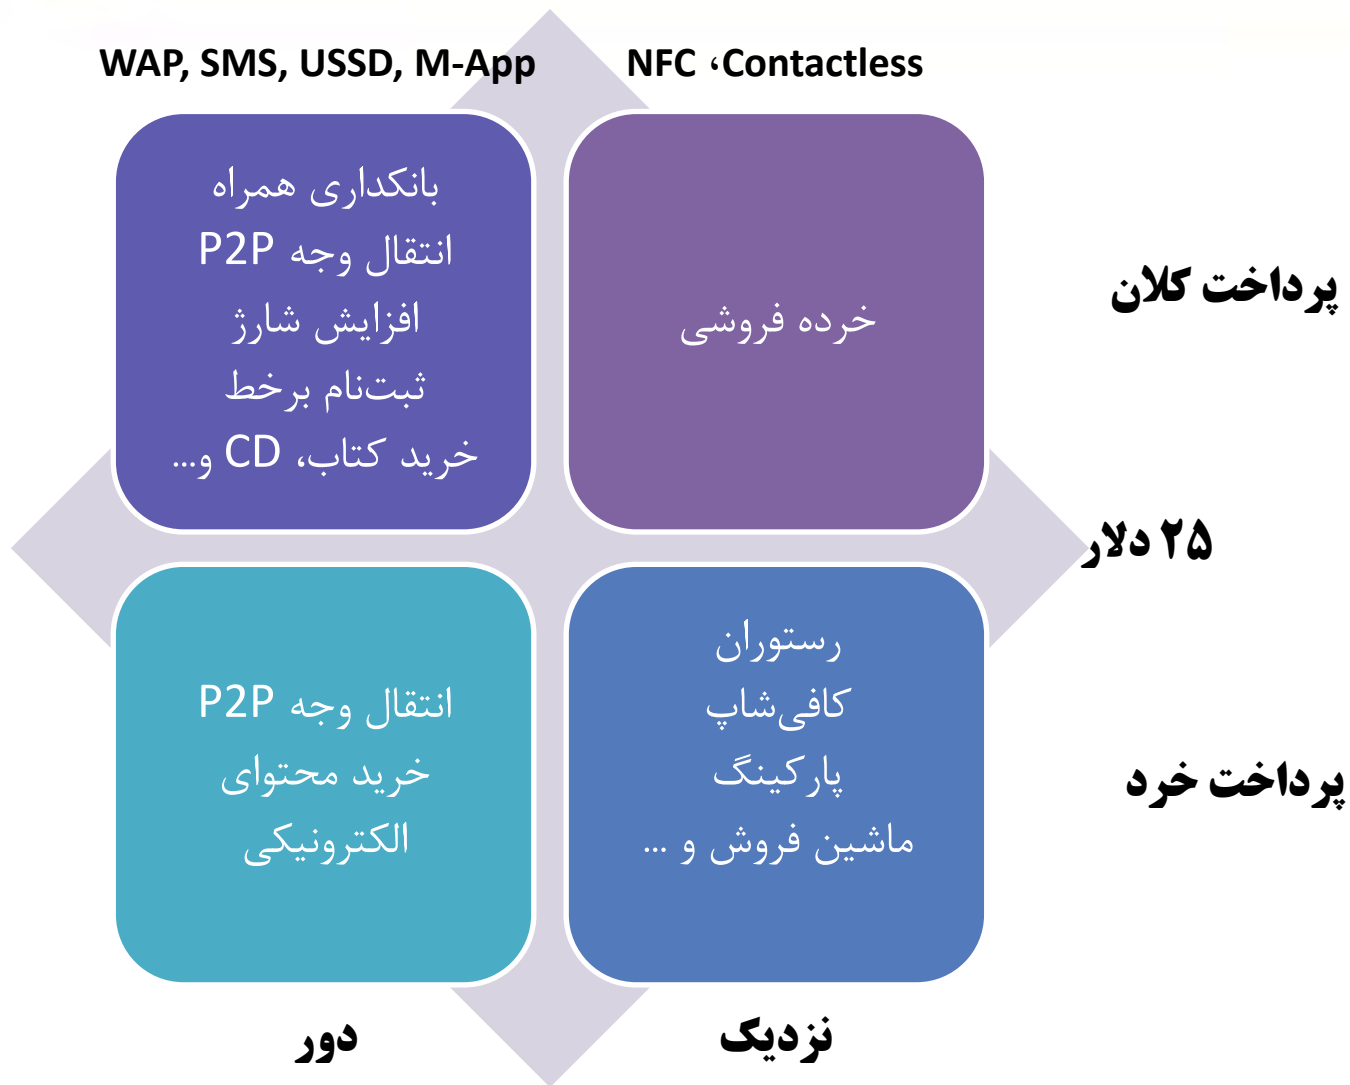 WAP, SMS, USSD, M-App
NFC ،Contactless
بانکداری همراه
انتقال وجه P2P
افزایش شارژ
ثبت‌نام برخط
خرید کتاب، CD و...
خرده فروشی
پرداخت کلان
۲۵ دلار
انتقال وجه P2P
خرید محتوای
الکترونیکی
رستوران
کافی‌شاپ
پارکینگ
ماشین فروش و ...
پرداخت خرد
دور
نزدیک